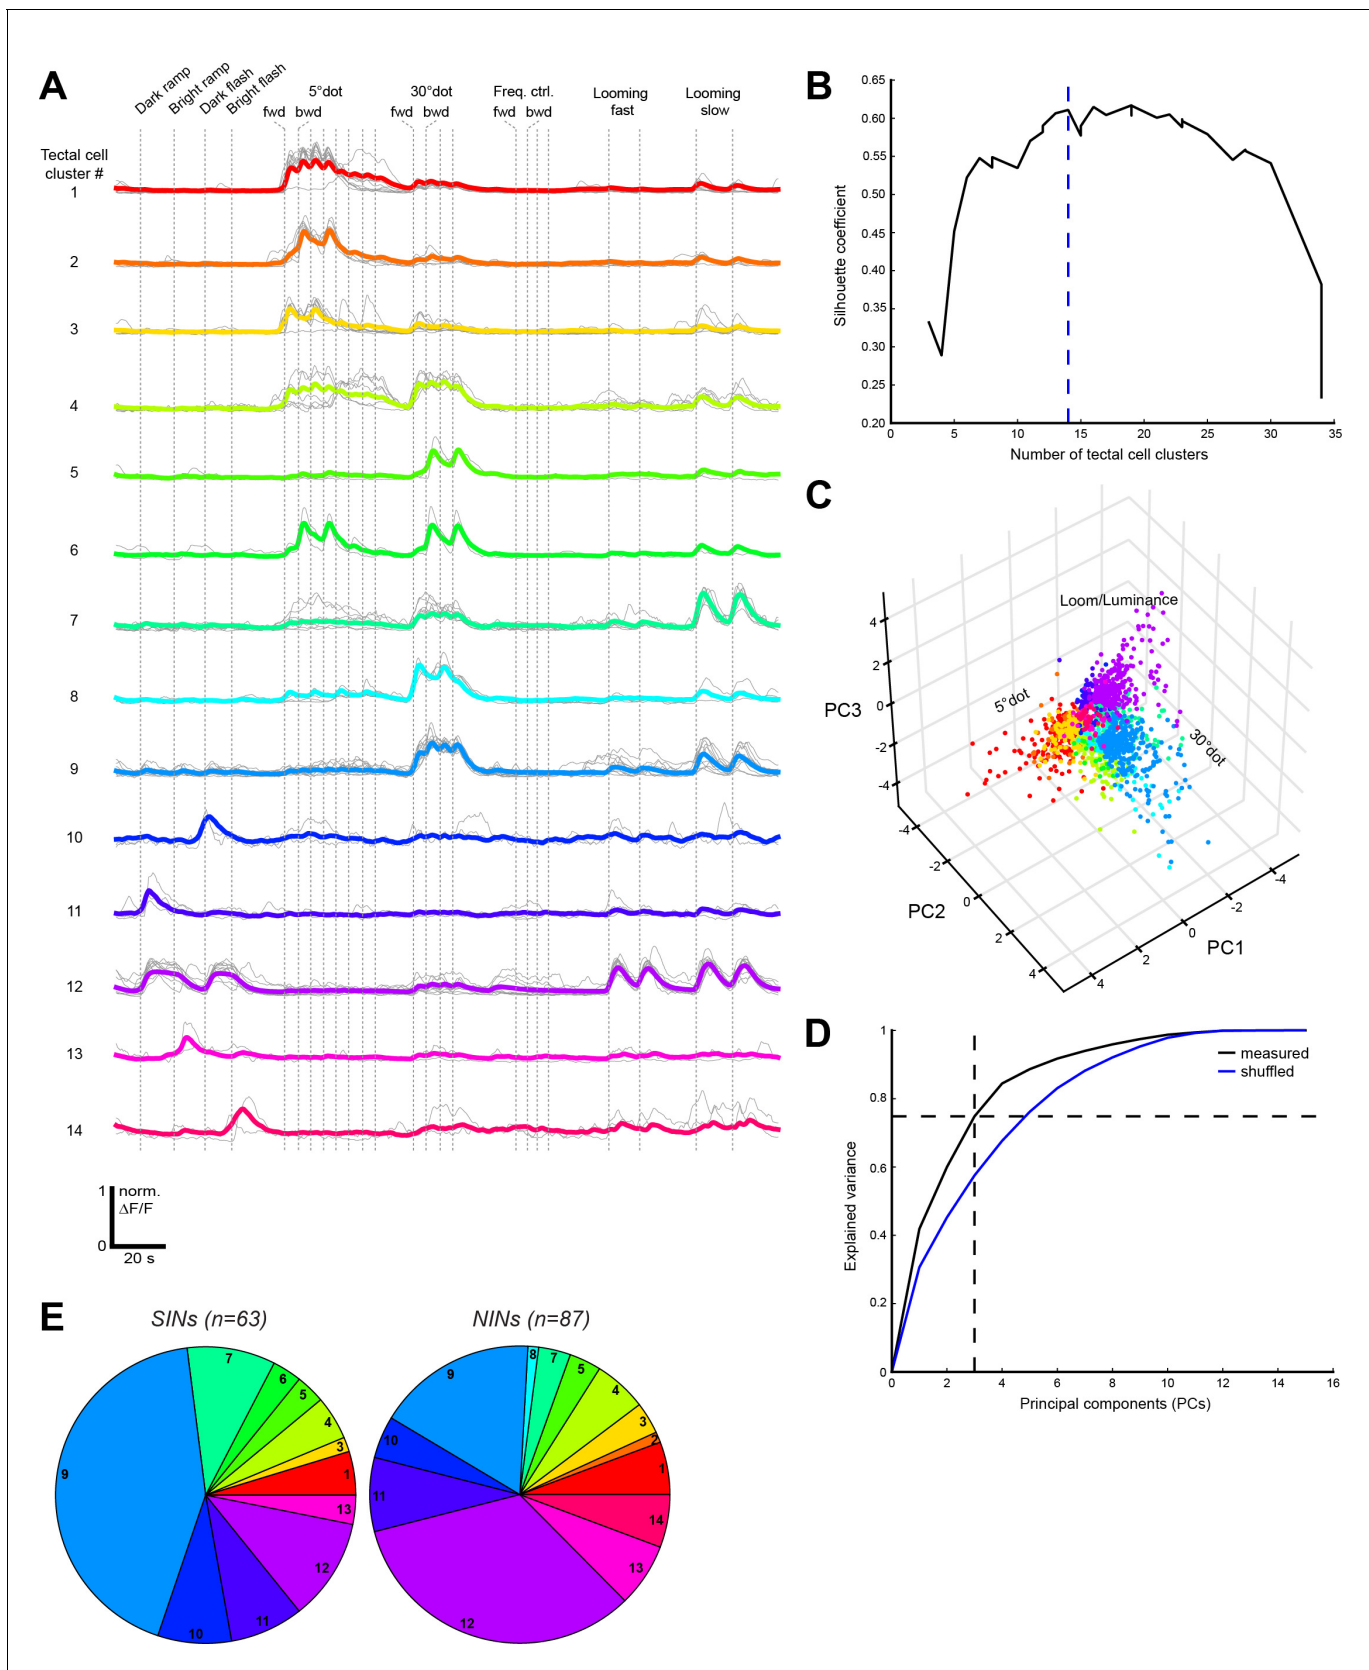 A
Dark ramp
Bright ramp
Dark flash
Bright flash
5°dot
30°dot
Freq. ctrl.
Looming fast
Looming slow
fwd bwd
fwd bwd
fwd bwd
Tectal cell
cluster #
1
2
3
4
5
6
7
8
9
10
11
12
13
14
1
norm.
ΔF/F
0
20 s
B
0.65
0.60
0.55
0.50
0.45
0.40
0.35
0.30
0.25
0.20
Silhouette coefficient
0 5 10 15 20 25 30 35
Number of tectal cell clusters
C
Loom/Luminance
5°dot
30°dot
4
2
0
-2
-4
PC3
-4
-2
0
2
4
PC2
-4
-2
0
2
4
PC1
D
1
0.8
0.6
0.4
0.2
0
Explained variance
measured
shuffled
0 2 4 6 8 10 12 14 16
Principal components (PCs)
E
SINs (n=63)
7
6
5
4
3
1
13
12
11
10
9
NINs (n=87)
8
7
5
4
3
2
1
14
13
12
11
10
9